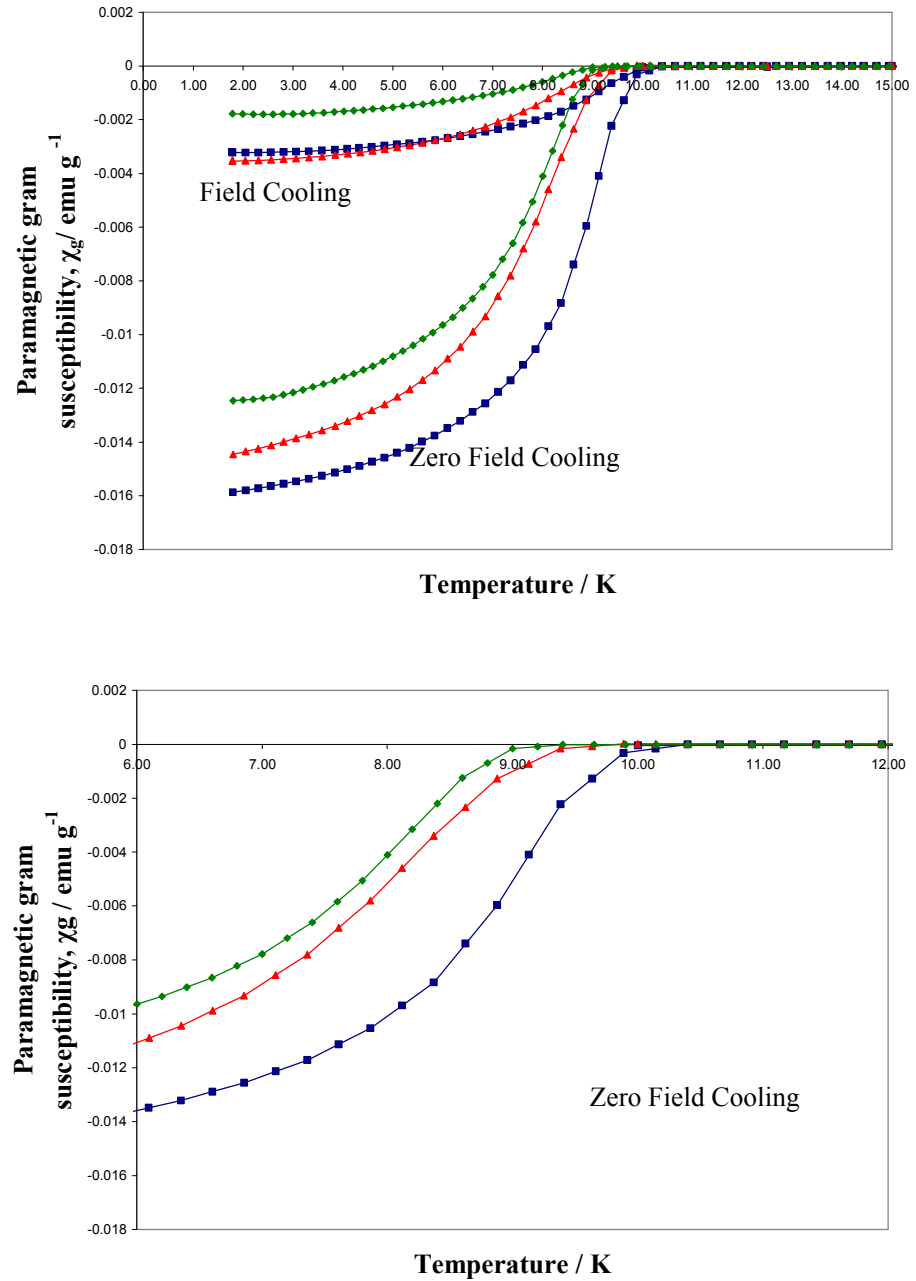 0.002
0
0.00 1.00 2.00 3.00 4.00 5.00 6.00 7.00 8.00 9.00 10.00 11.00 12.00 13.00 14.00 15.00
-0.002
-0.004
-0.006
-0.008
-0.01
-0.012
-0.014
-0.016
-0.018
Paramagnetic gram
susceptibility, χg/ emu g -1
Field Cooling
Zero Field Cooling
Temperature / K
0.002
0
6.00 7.00 8.00 9.00 10.00 11.00 12.00
-0.002
-0.004
-0.006
-0.008
-0.01
-0.012
-0.014
-0.016
-0.018
Paramagnetic gram
susceptibility, χg / emu g -1
Zero Field Cooling
Temperature / K